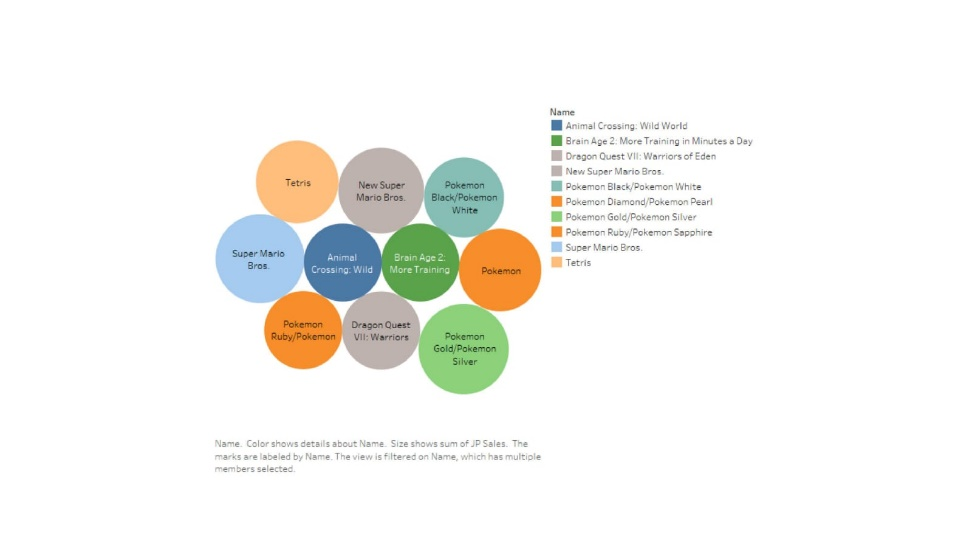 Name
Animal Crossing: Wild World
Brain Age 2: More Training in Minutes a Day
Dragon Quest VII: Warriors of Eden
New Super Mario Bros.
Pokemon Black/Pokemon White
Pokemon Diamond/Pokemon Pearl
Pokemon Gold/Pokemon Silver
Pokemon Ruby/Pokemon Sapphire
Super Mario Bros.
Tetris
Tetris
New Super
Mario Bros.
Pokemon
Black/Pokemon
White
Super Mario
Bros.
Animal
Crossing: Wild
Brain Age 2:
More Training
Pokemon
Pokemon
Ruby/Pokemon
Dragon Quest
VII: Warriors
Pokemon
Gold/Pokemon
Silver
Name.  Color shows details about Name.  Size shows sum of JP Sales.  The
marks are labeled by Name. The view is filtered on Name, which has multiple
members selected.